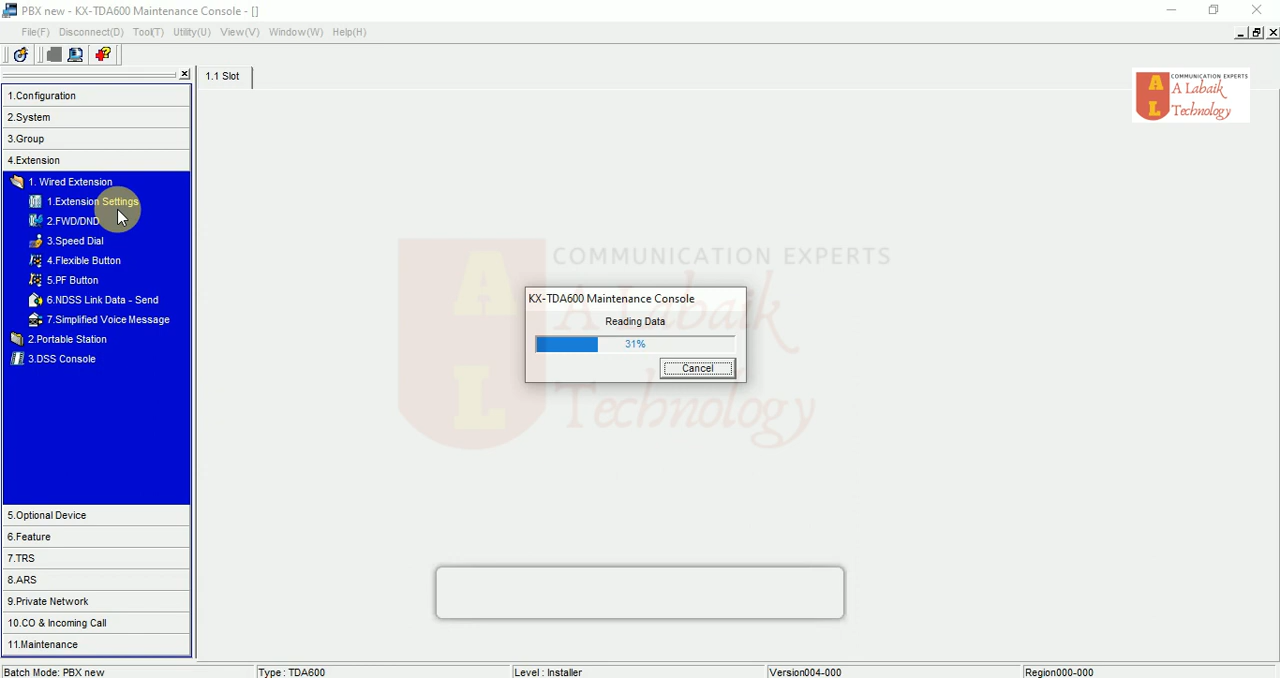 PBX new - KX-TDA600 Maintenance Console - []
File(F) Disconnect(D) Tool(T) Utility(U) View(V) Window(W) Help(H)
1.1 Slot
1.Configuration
2.System
3.Group
4.Extension
1. Wired Extension
1.Extension Settings
2.FWD/DND
3.Speed Dial
4.Flexible Button
5.PF Button
6.NDSS Link Data - Send
7.Simplified Voice Message
2.Portable Station
3.DSS Console
5.Optional Device
6.Feature
7.TRS
8.ARS
9.Private Network
10.CO & Incoming Call
11.Maintenance
COMMUNICATION EXPERTS
A Labaik
Technology
A
L
COMMUNICATION EXPERTS
A Labaik
Technology
A
L
KX-TDA600 Maintenance Console
Reading Data
31%
Cancel
Batch Mode: PBX new
Type : TDA600
Level : Installer
Version004-000
Region000-000